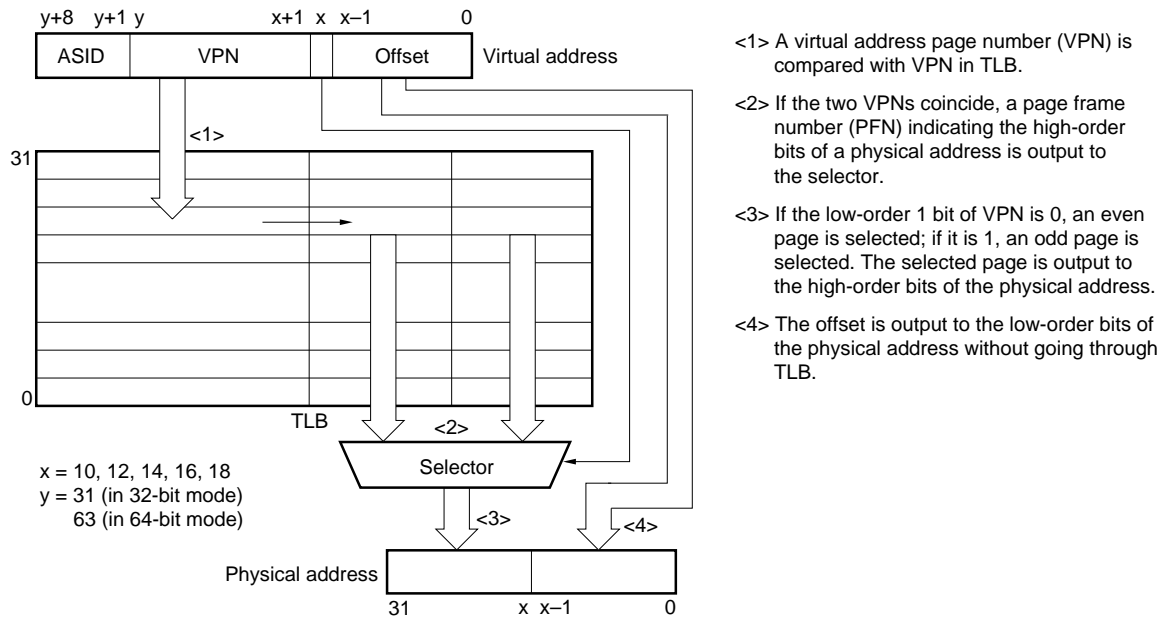 y+8 y+1 y x+1 x x–1 0
ASID VPN Offset Virtual address
<1>
31
0
TLB
<2>
Selector
x = 10, 12, 14, 16, 18
y = 31 (in 32-bit mode)
63 (in 64-bit mode)
<3>
<4>
Physical address
31 x x–1 0
<1> A virtual address page number (VPN) is
compared with VPN in TLB.
<2> If the two VPNs coincide, a page frame
number (PFN) indicating the high-order
bits of a physical address is output to
the selector.
<3> If the low-order 1 bit of VPN is 0, an even
page is selected; if it is 1, an odd page is
selected. The selected page is output to
the high-order bits of the physical address.
<4> The offset is output to the low-order bits of
the physical address without going through
TLB.